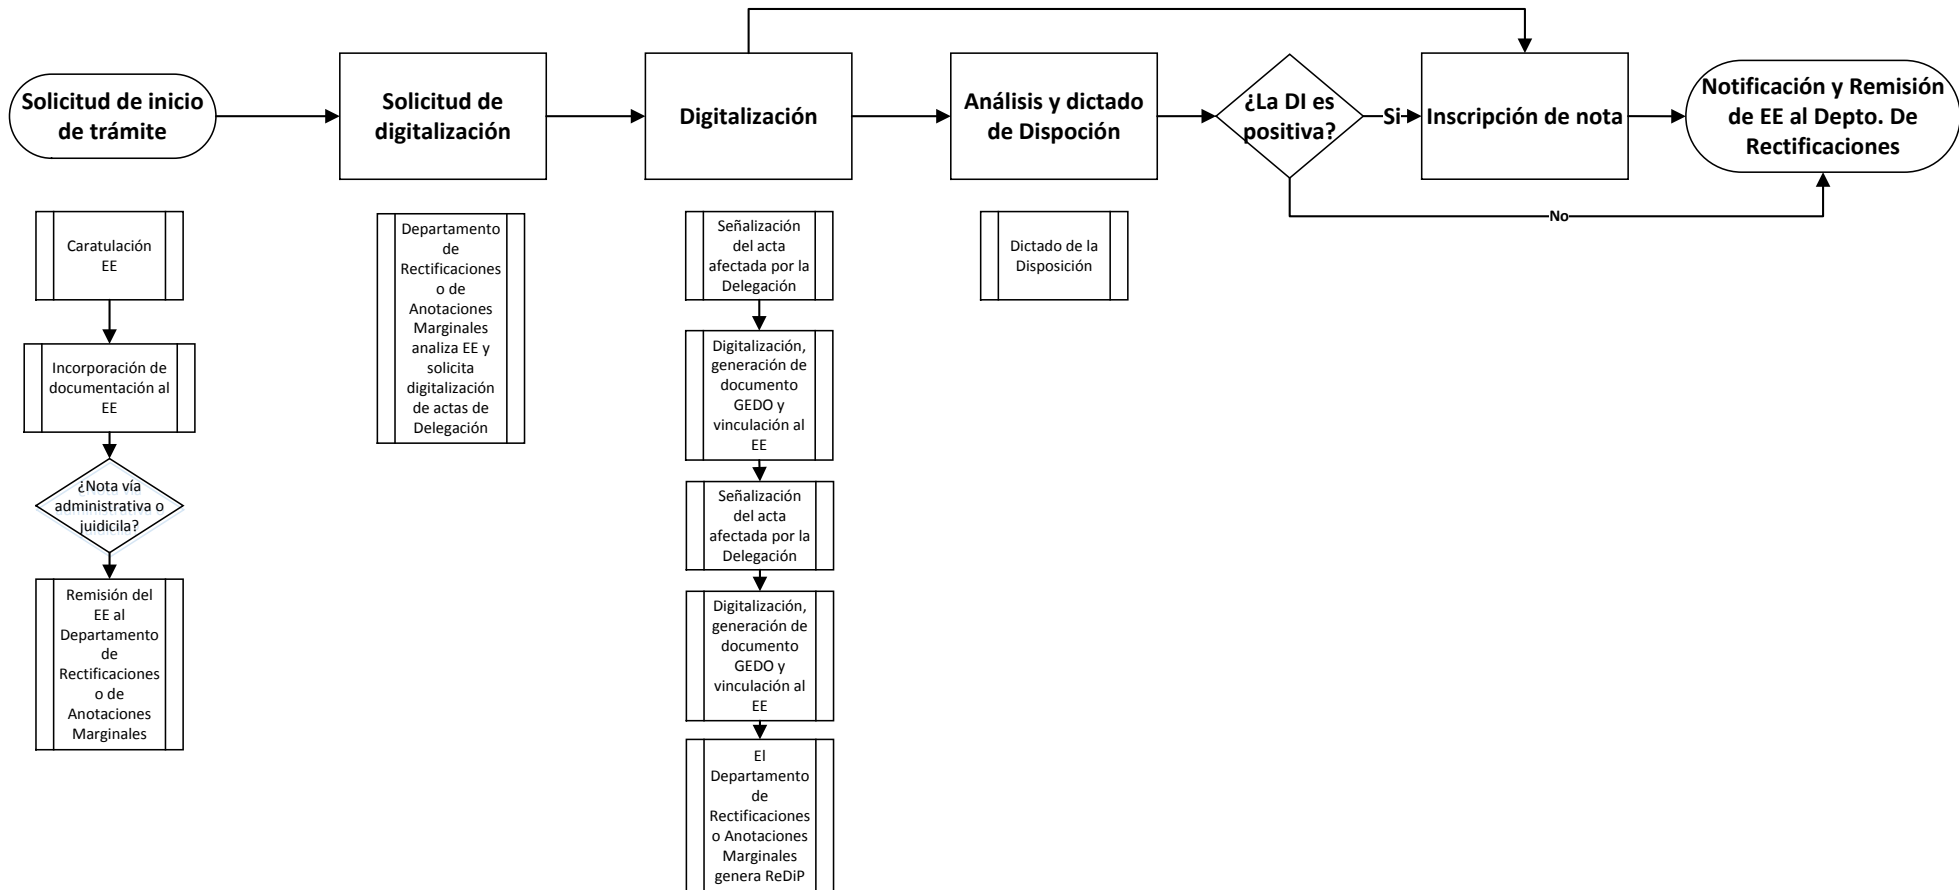 Solicitud de inicio
de trámite
Solicitud de
digitalización
Digitalización
Análisis y dictado
de Dispoción
¿La DI es
positiva?
Si
Inscripción de nota
Notificación y Remisión
de EE al Depto. De
Rectificaciones
No
Caratulación
EE
Incorporación de
documentación al
EE
¿Nota vía
administrativa o
juidicila?
Remisión del
EE al
Departamento
de
Rectificaciones
o de
Anotaciones
Marginales
Departamento
de
Rectificaciones
o de
Anotaciones
Marginales
analiza EE y
solicita
digitalización
de actas de
Delegación
Señalización
del acta
afectada por la
Delegación
Digitalización,
generación de
documento
GEDO y
vinculación al
EE
Señalización
del acta
afectada por la
Delegación
Digitalización,
generación de
documento
GEDO y
vinculación al
EE
El
Departamento
de
Rectificaciones
o Anotaciones
Marginales
genera ReDiP
Dictado de la
Disposición